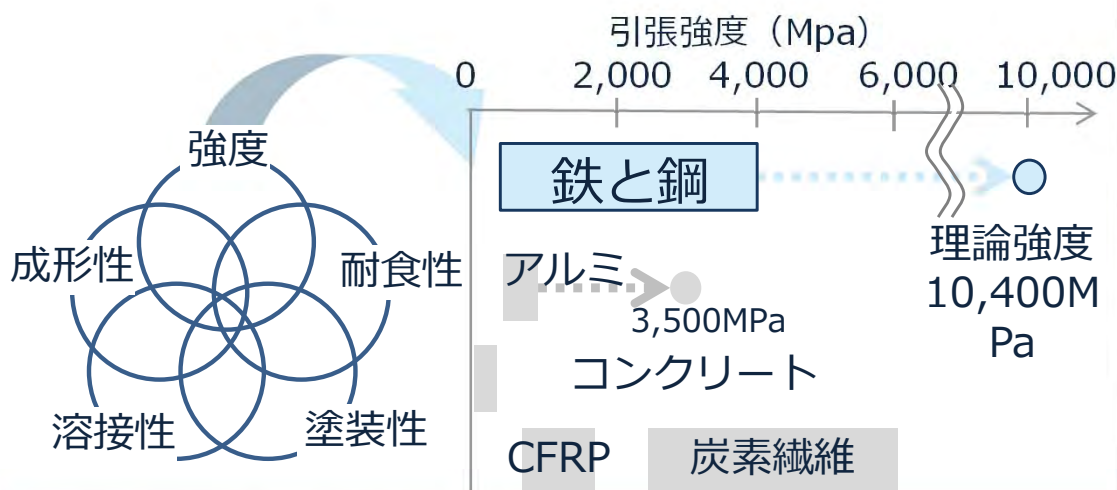 引張強度（Mpa）
0 2,000 4,000 6,000 10,000
強度
成形性
耐食性
溶接性
塗装性
鉄と鋼
理論強度
10,400M
Pa
アルミ
3,500MPa
コンクリート
CFRP
炭素繊維